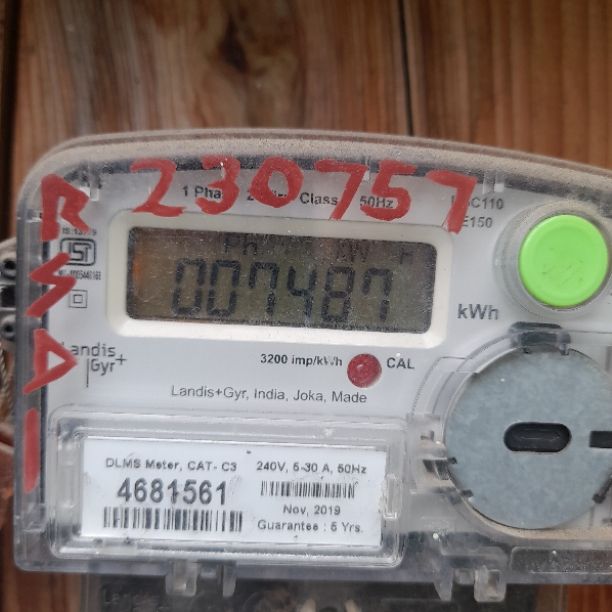 230757
RSDI
1 Pha
Class
50Hz
E150
007487
kWh
Landis+
Gyr
3200 imp/kWh
CAL
Landis+Gyr, India, Joka, Made
DLMS Meter, CAT- C3
240V, 5-30 A, 50Hz
4681561
Nov, 2019
Guarantee : 5 Yrs.